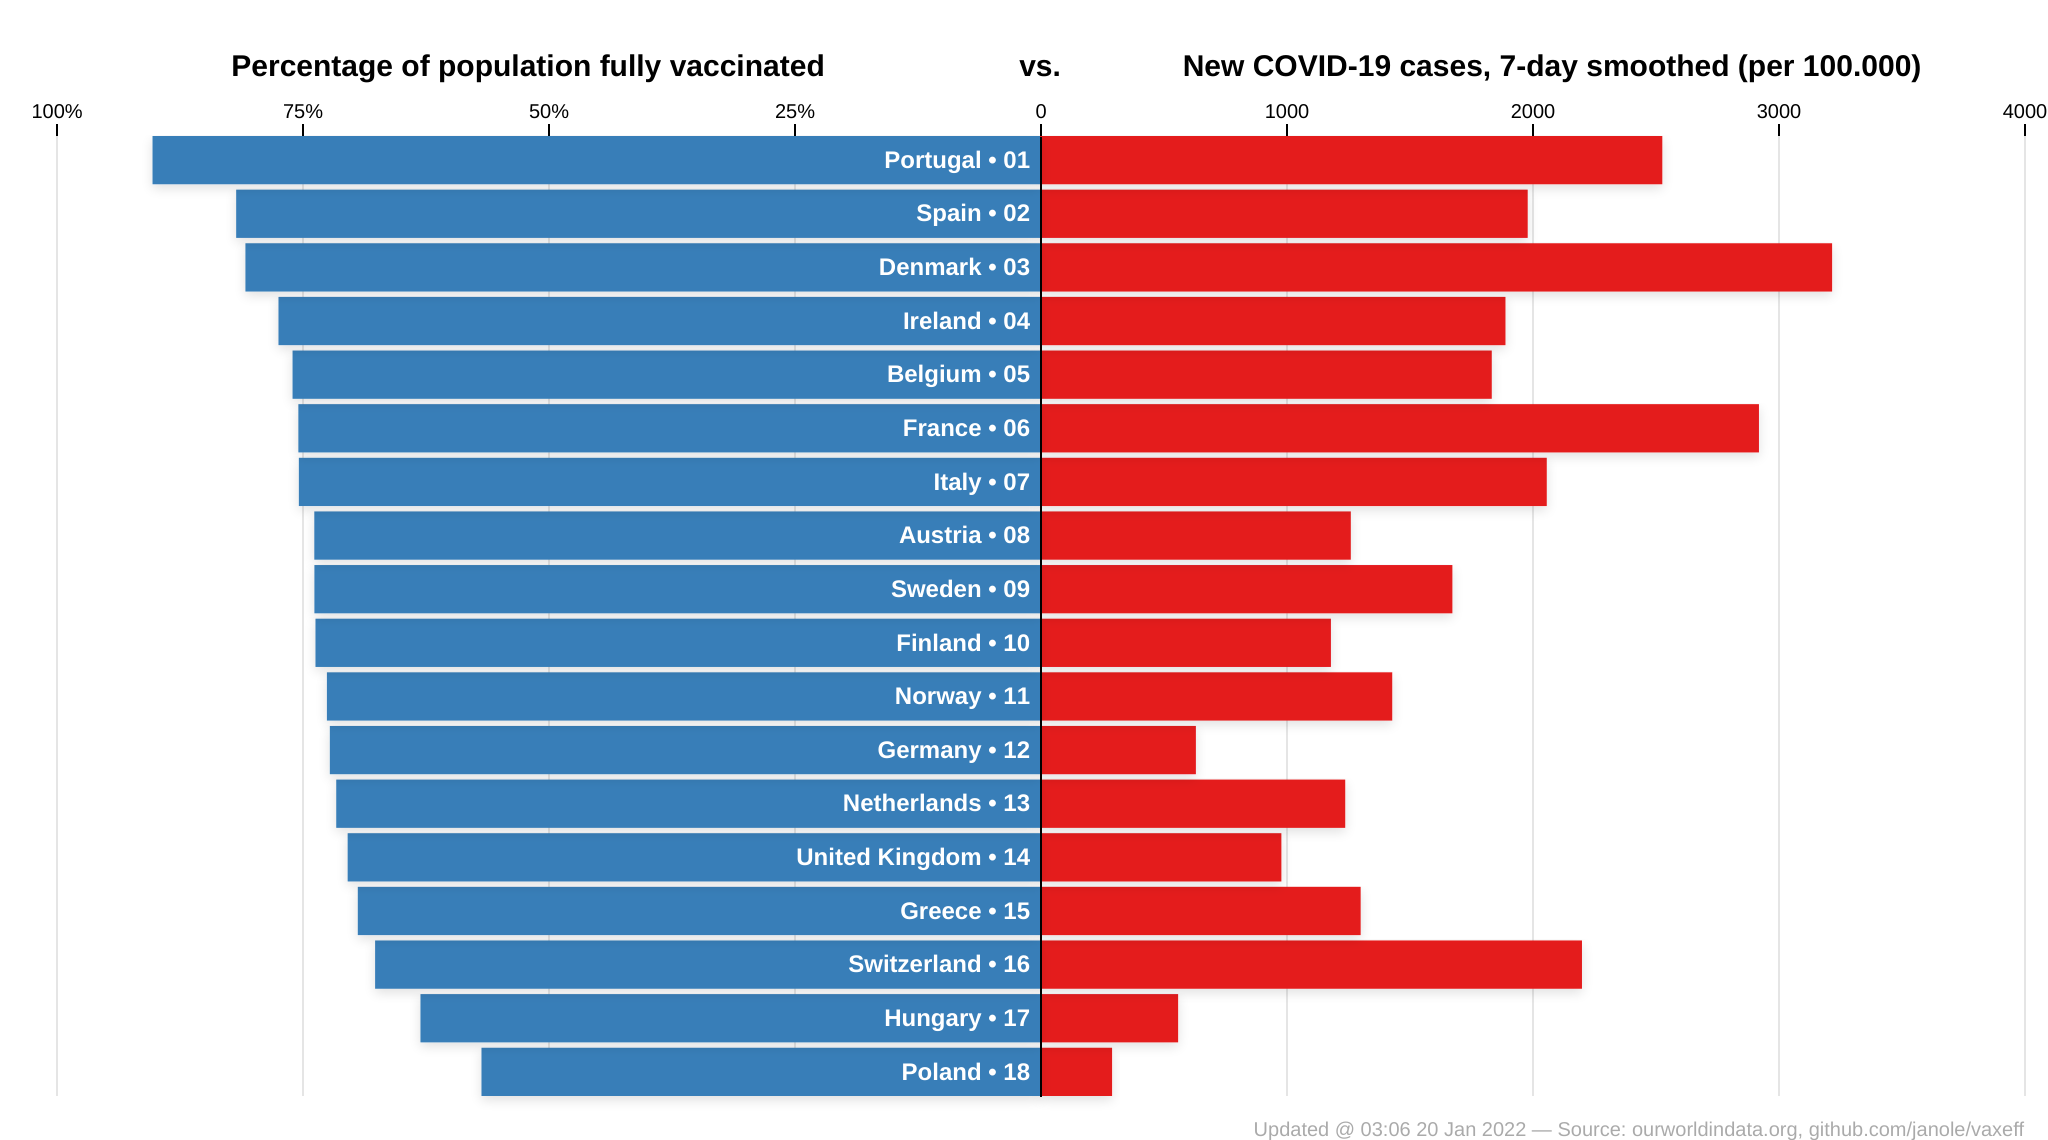 Percentage of population fully vaccinated vs. New COVID-19 cases, 7-day smoothed (per 100.000)
100% 75% 50% 25% 0 1000 2000 3000 4000
Portugal • 01
Spain • 02
Denmark • 03
Ireland • 04
Belgium • 05
France • 06
Italy • 07
Austria • 08
Sweden • 09
Finland • 10
Norway • 11
Germany • 12
Netherlands • 13
United Kingdom • 14
Greece • 15
Switzerland • 16
Hungary • 17
Poland • 18
Updated @ 03:06 20 Jan 2022 — Source: ourworldindata.org, github.com/janole/vaxeff